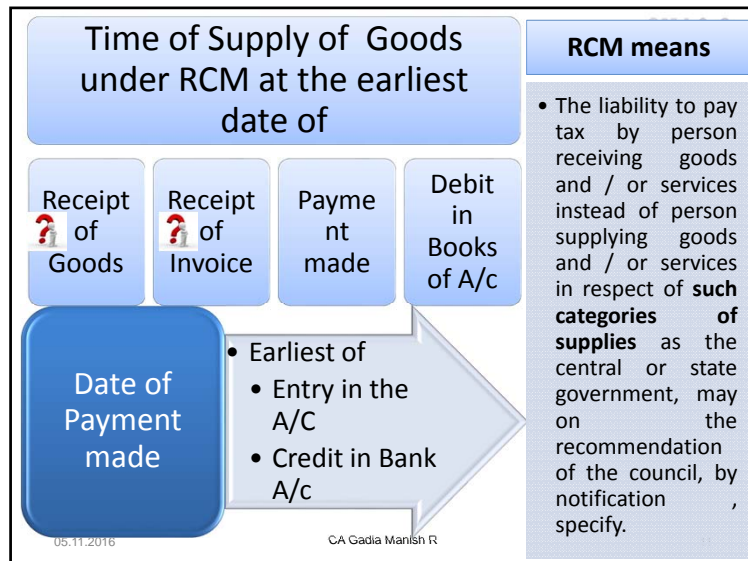 Time of Supply of Goods
under RCM at the earliest
date of
Receipt
of
Goods
Receipt
of
Invoice
Payme
nt
made
Debit
in
Books
of A/c
Date of
Payment
made
• Earliest of
• Entry in the
A/C
• Credit in Bank
A/c
RCM means
• The liability to pay
tax by person
receiving goods
and / or services
instead of person
supplying goods
and / or services
in respect of such
categories of
supplies as the
central or state
government, may
on the
recommendation
of the council, by
notification ,
specify.
05.11.2016
CA Gadia Manish R